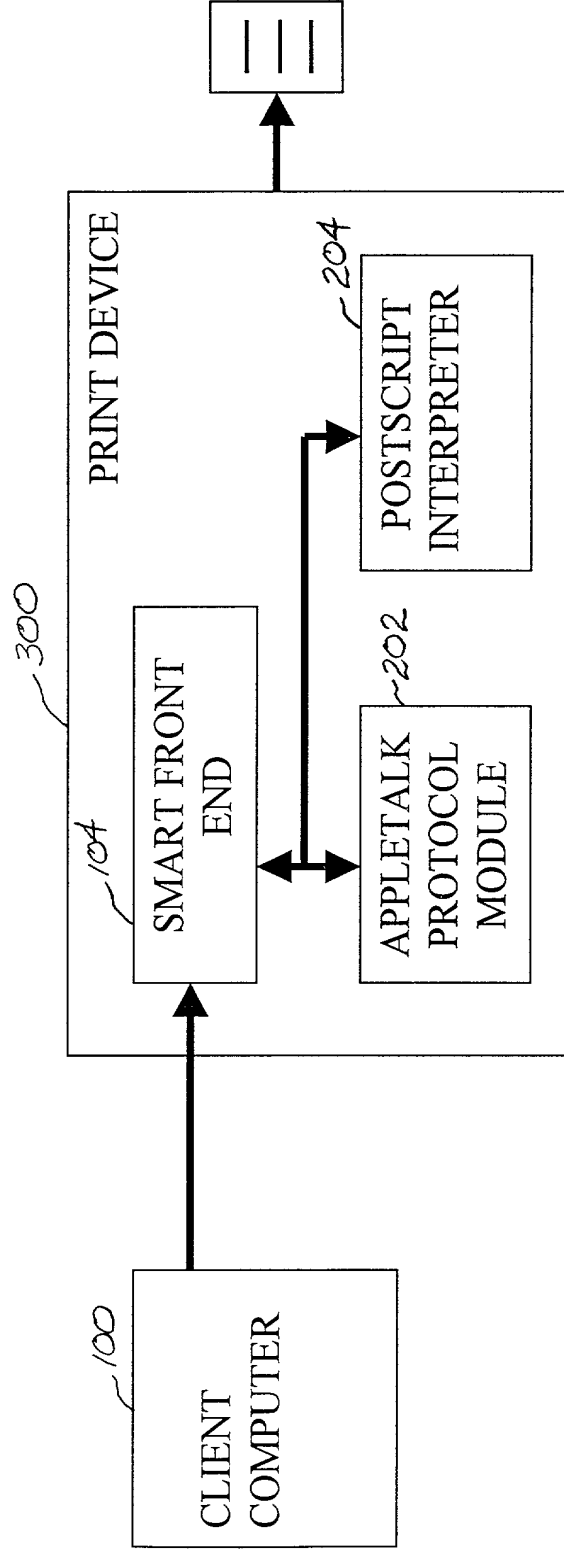 300
PRINT DEVICE
104
SMART FRONT
END
100
CLIENT
COMPUTER
202
APPLETALK
PROTOCOL
MODULE
204
POSTSCRIPT
INTERPRETER